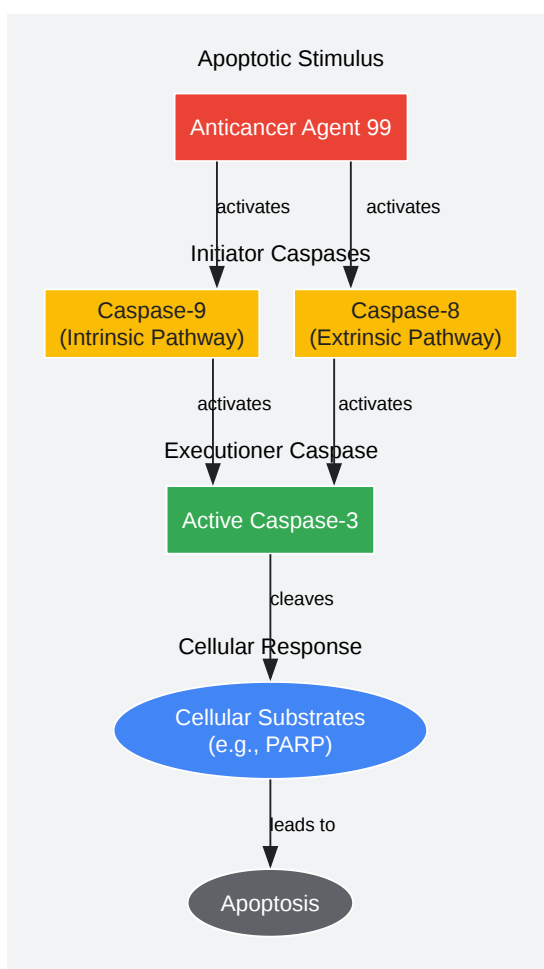 Apoptotic Stimulus
Anticancer Agent 99
activates
activates
Initiator Caspases
Caspase-9
(Intrinsic Pathway)
Caspase-8
(Extrinsic Pathway)
activates
activates
Executioner Caspase
Active Caspase-3
cleaves
Cellular Response
Cellular Substrates
(e.g., PARP)
leads to
Apoptosis